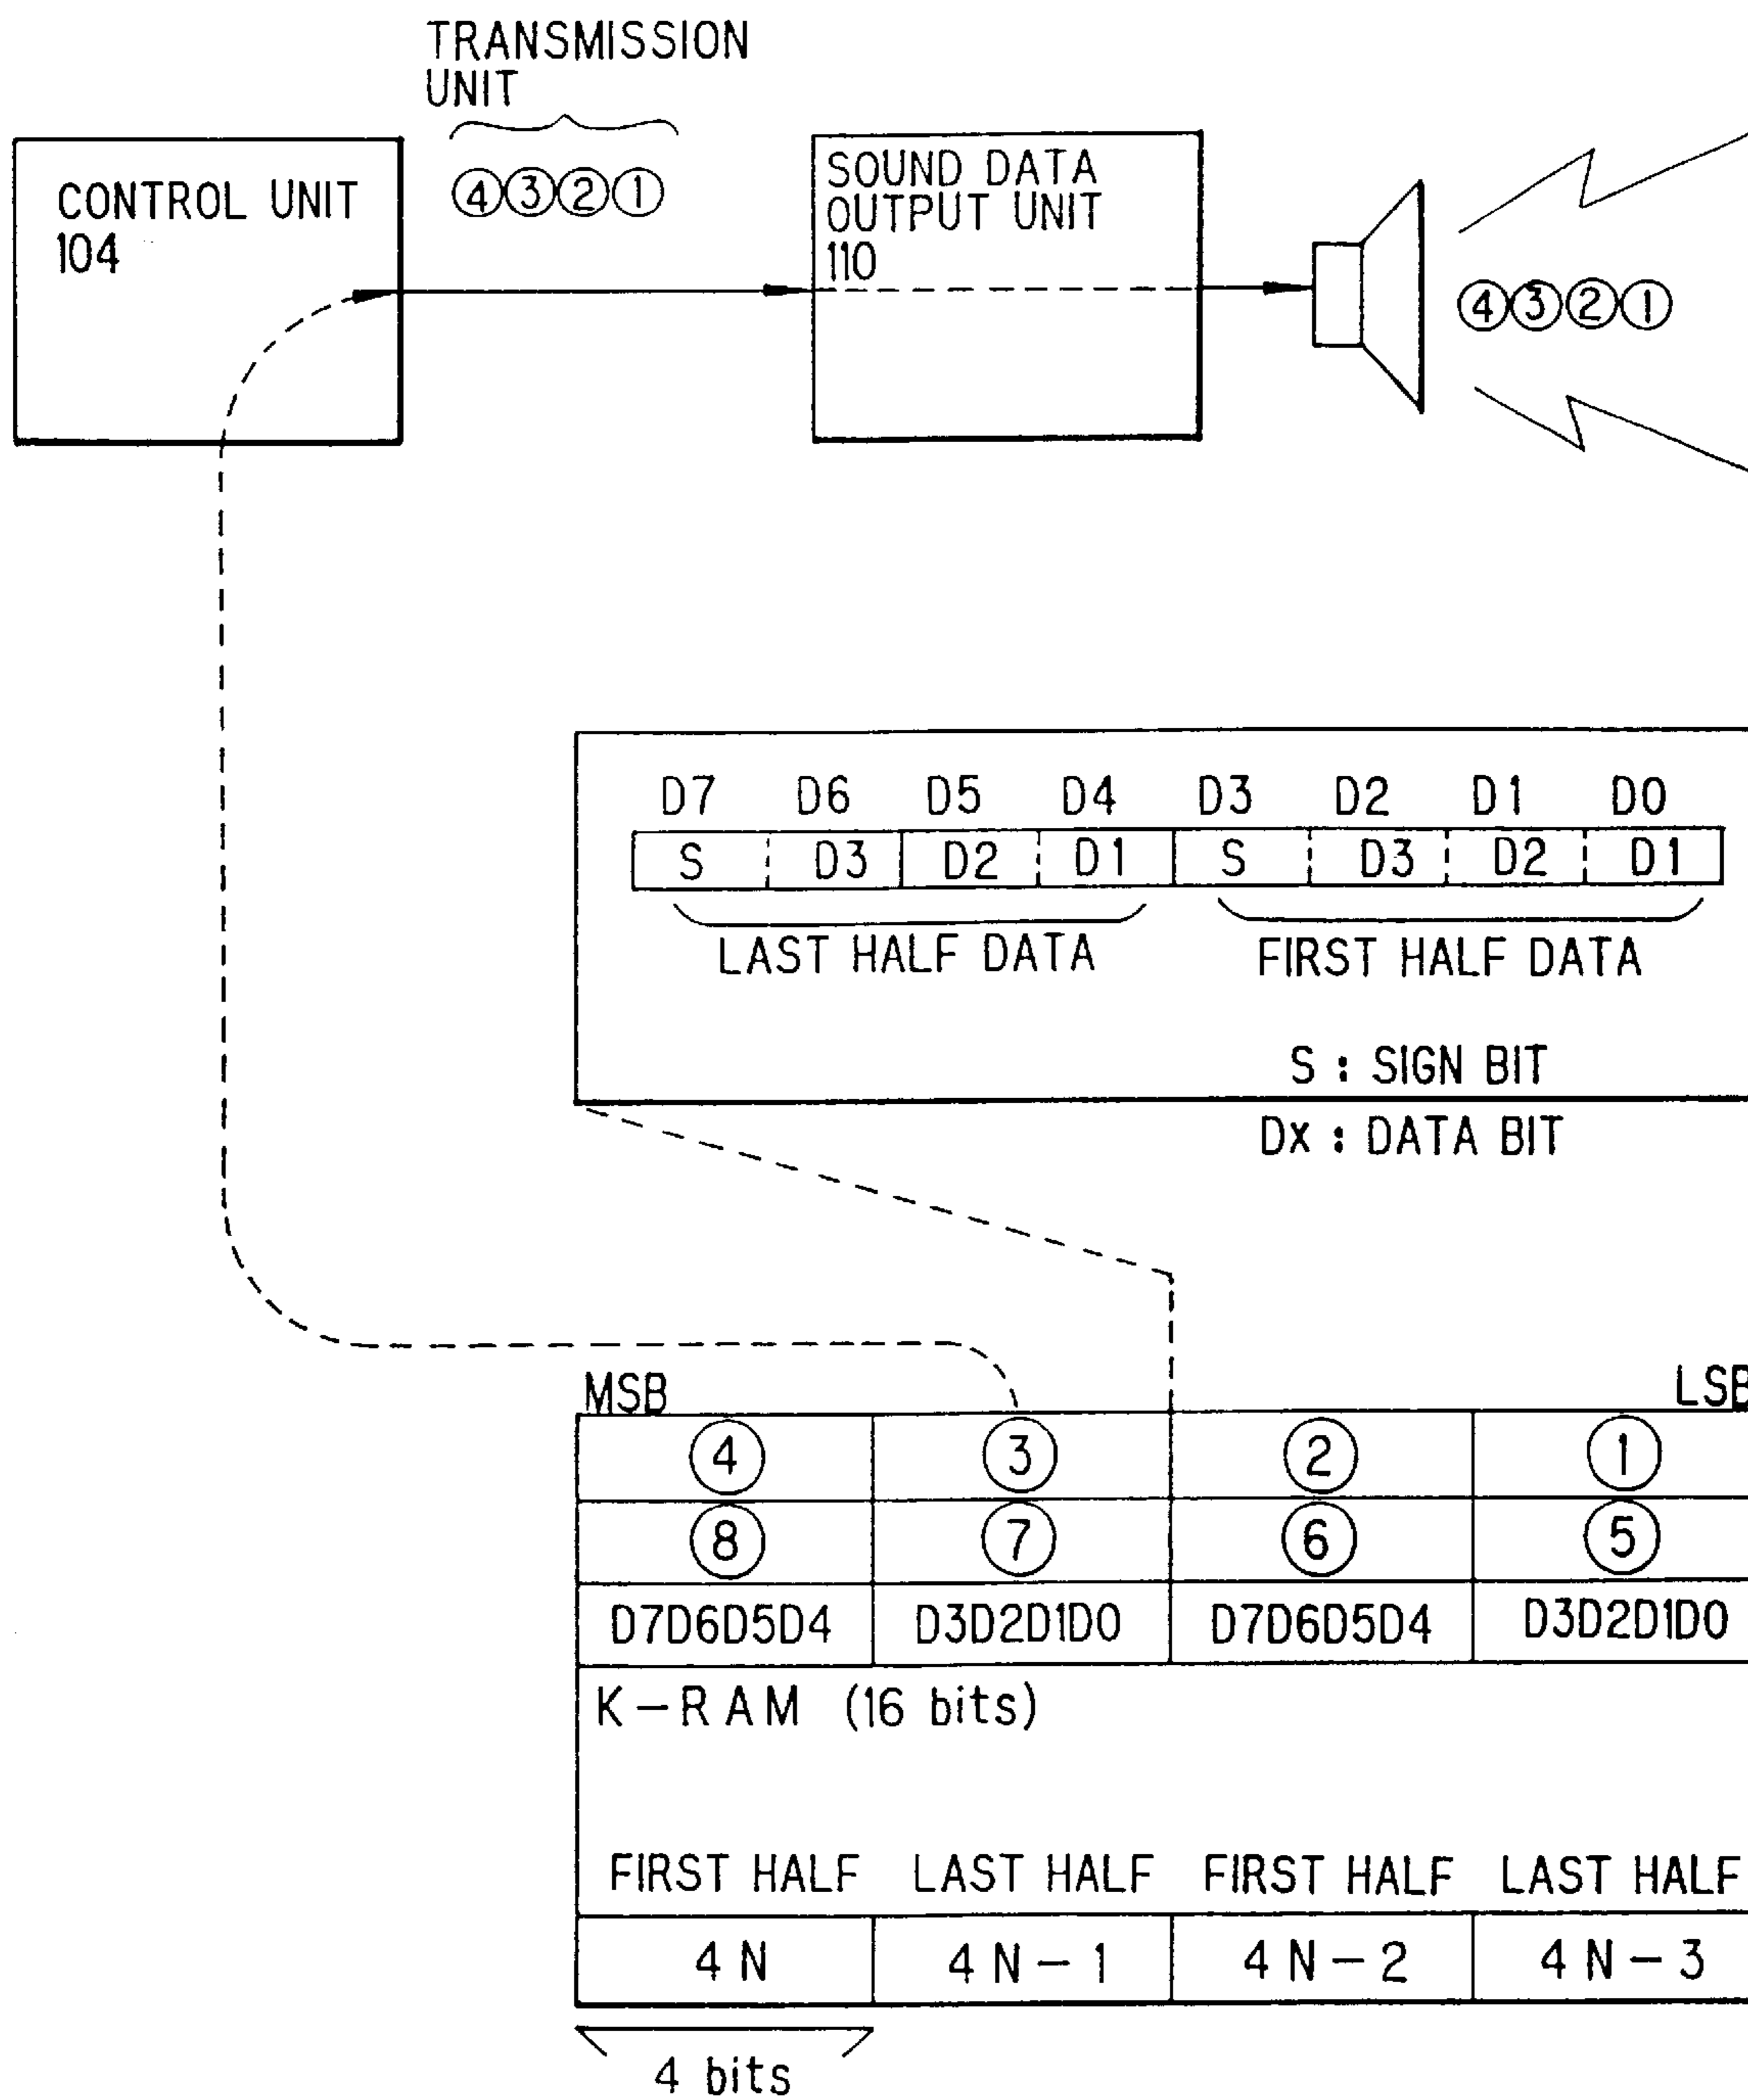 TRANSMISSION
UNIT
④③②①
CONTROL UNIT
104
SOUND DATA
OUTPUT UNIT
110
④③②①
D7 D6 D5 D4 D3 D2 D1 D0
S D3 D2 D1 S D3 D2 D1
LAST HALF DATA FIRST HALF DATA
S : SIGN BIT
Dx : DATA BIT
MSB LSB
④ ③ ② ①
⑧ ⑦ ⑥ ⑤
D7D6D5D4 D3D2D1D0 D7D6D5D4 D3D2D1D0
K-RAM (16 bits)
FIRST HALF LAST HALF FIRST HALF LAST HALF
4N 4N-1 4N-2 4N-3
4 bits